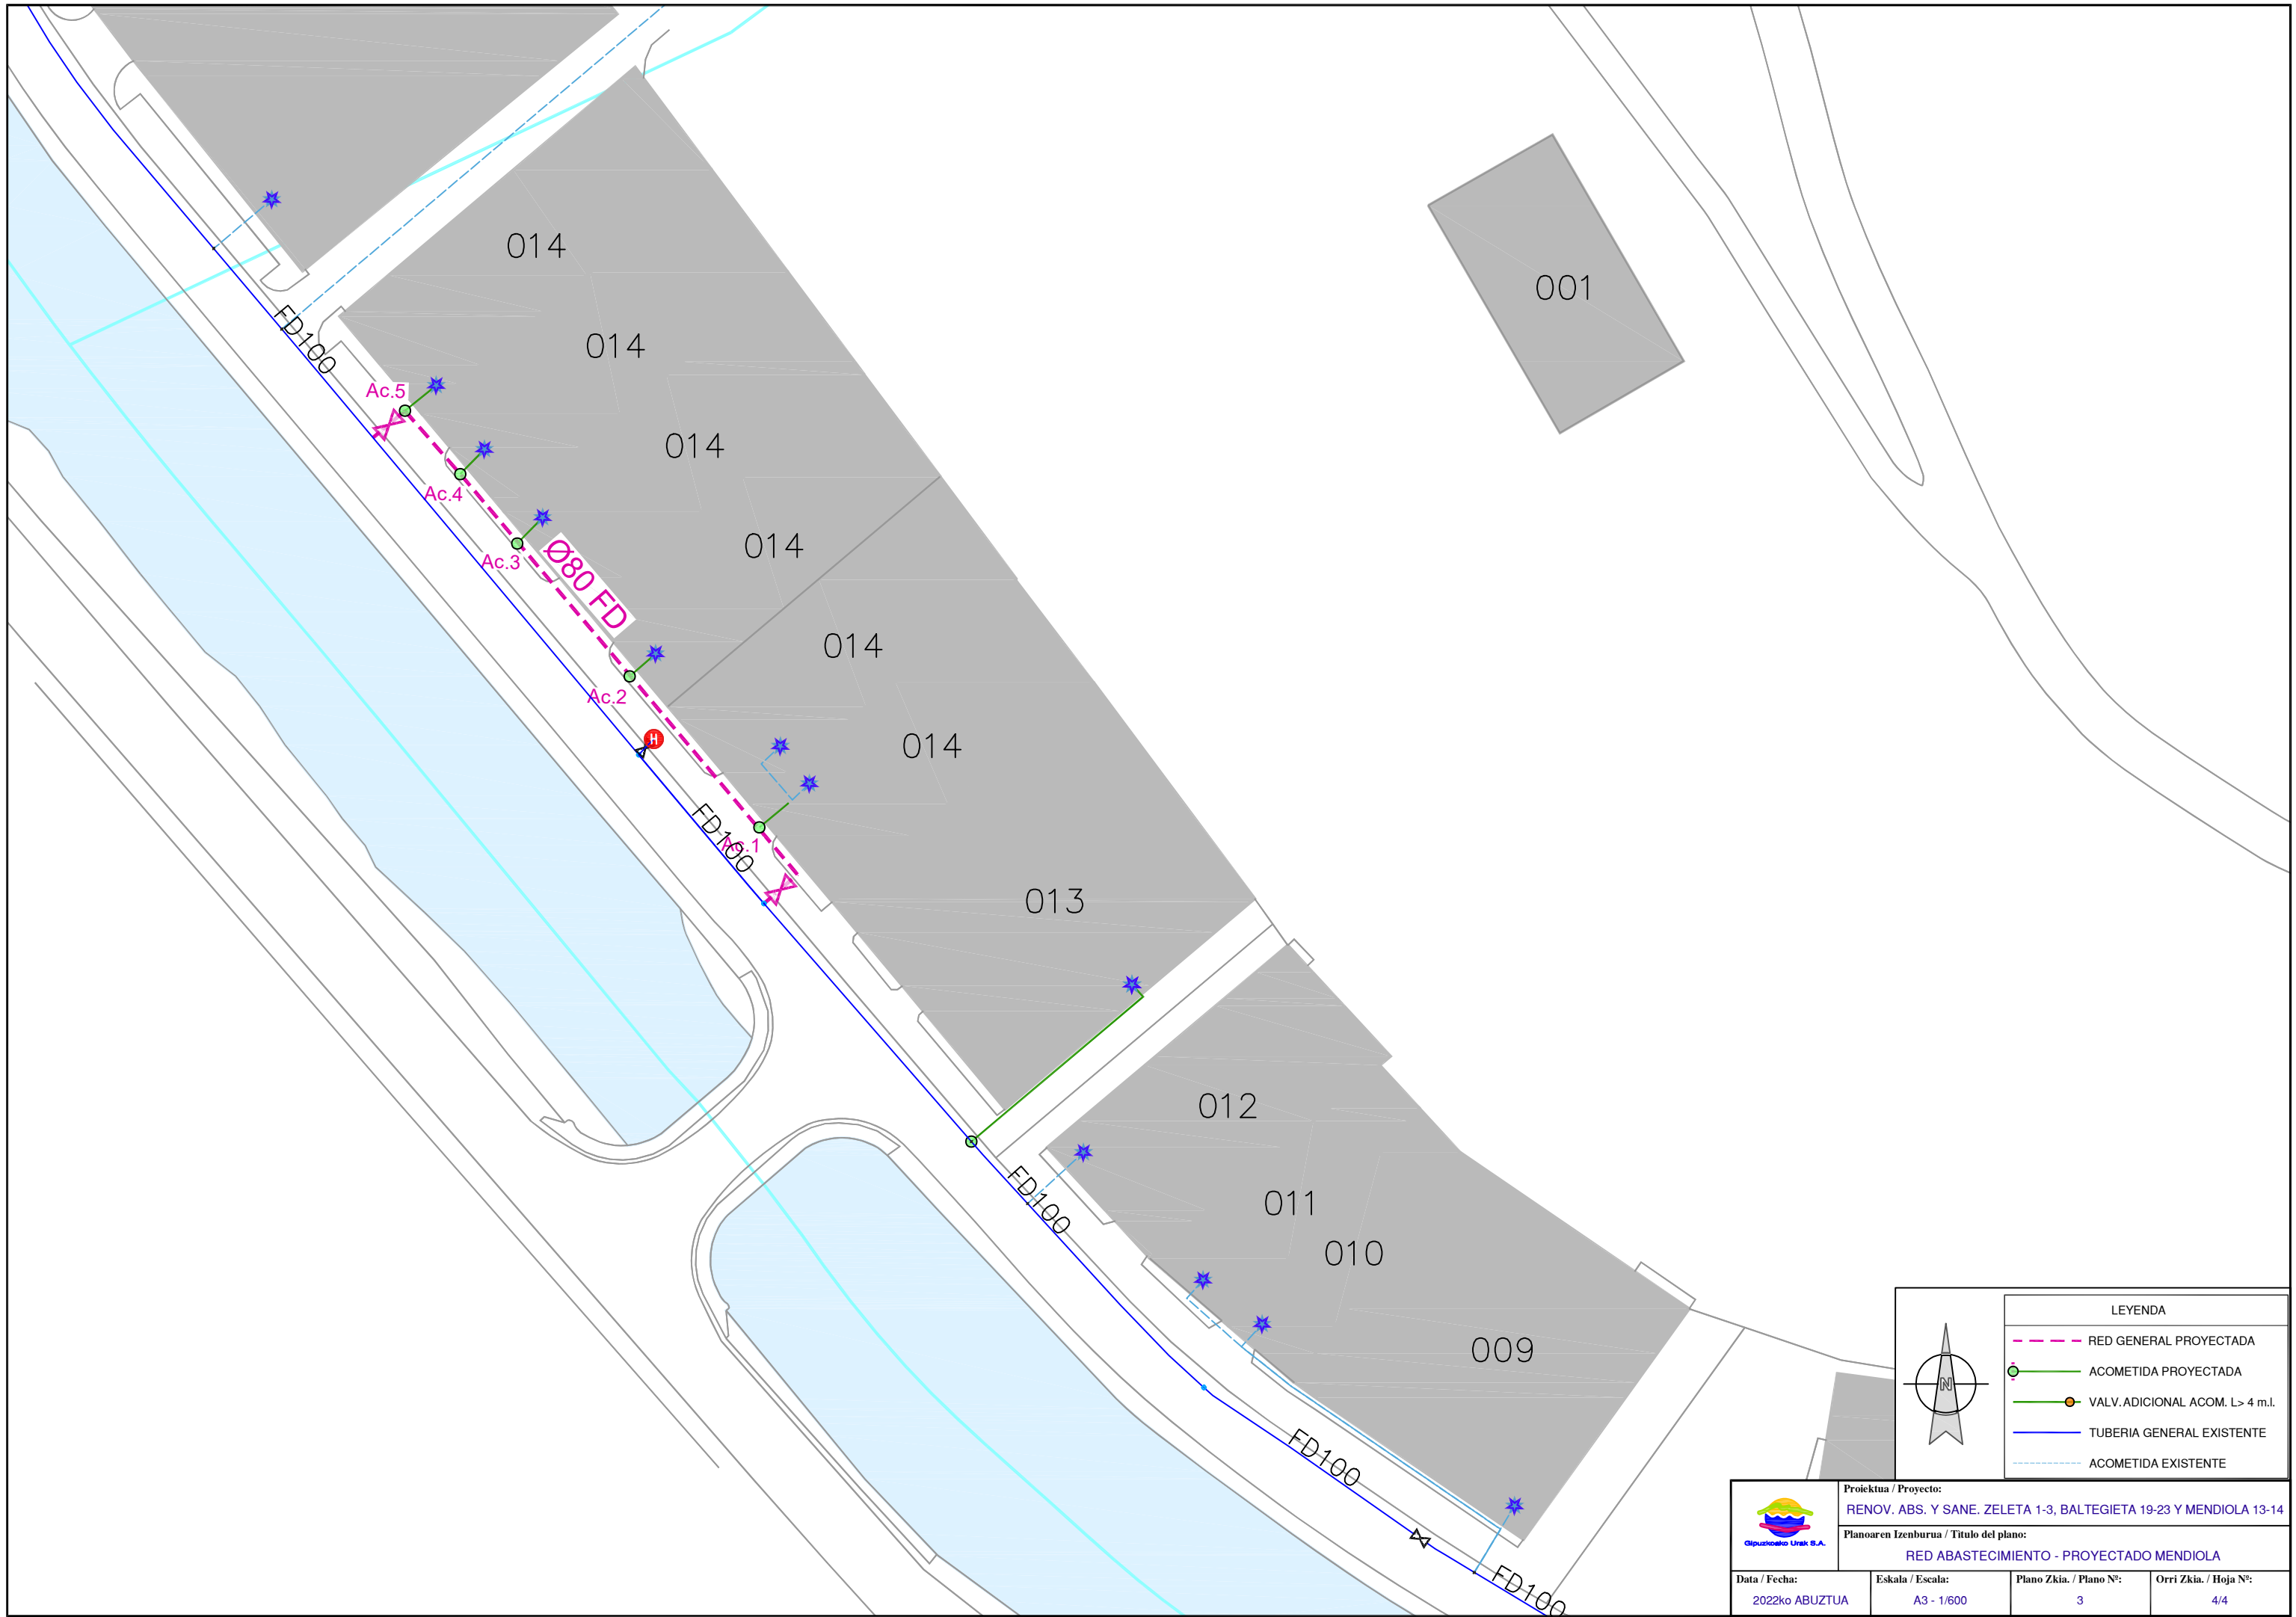 014
001
FD100
014
Ac.5
014
Ac.4
014
Ac.3
Ø80 FD
014
Ac.2
014
H
FD100
Ac.1
013
012
FD100
011
010
009
FD100
FD100
N
LEYENDA
RED GENERAL PROYECTADA
ACOMETIDA PROYECTADA
VALV. ADICIONAL ACOM. L> 4 m.l.
TUBERIA GENERAL EXISTENTE
ACOMETIDA EXISTENTE
Gipuzkoako Urak S.A.
Proiektua / Proyecto:
RENOV. ABS. Y SANE. ZELETA 1-3, BALTEGIETA 19-23 Y MENDIOLA 13-14
Planoaren Izenburua / Titulo del plano:
RED ABASTECIMIENTO - PROYECTADO MENDIOLA
Data / Fecha:
2022ko ABUZTUA
Eskala / Escala:
A3 - 1/600
Plano Zkia. / Plano Nº:
3
Orri Zkia. / Hoja Nº:
4/4